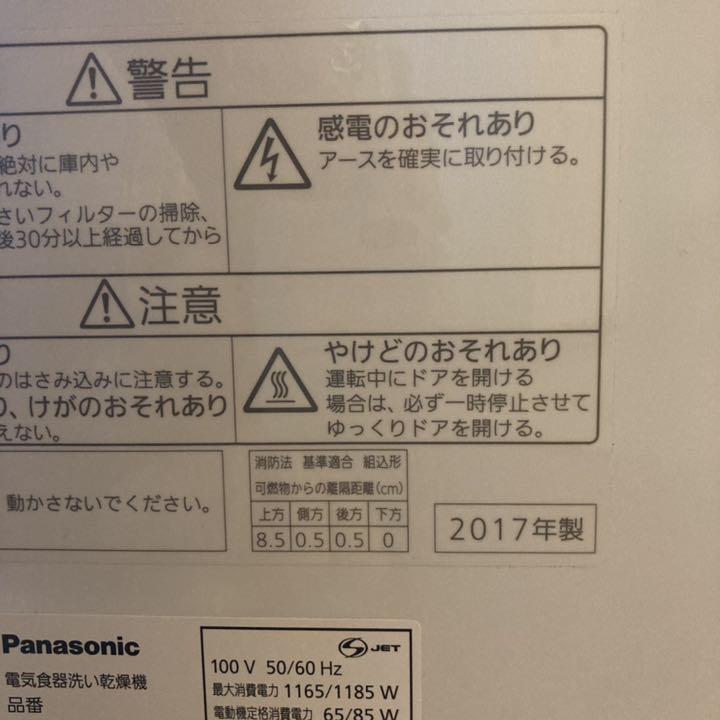 警告
り
絶対に庫内や
れない。
さいフィルターの掃除、
後30分以上経過してから
感電のおそれあり
アースを確実に取り付ける。
注意
り
のはさみ込みに注意する。
り、けがのおそれあり
えない。
やけどのおそれあり
運転中にドアを開ける
場合は、必ず一時停止させて
ゆっくりドアを開ける。
動かさないでください。
消防法 基準適合 組込形
可燃物からの離隔距離(cm)
上方 側方 後方 下方
8.5 0.5 0.5 0
2017年製
Panasonic
電気食器洗い乾燥機
品番
JET
100 V 50/60 Hz
最大消費電力 1165/1185 W
電動機定格消費電力 65/85 W